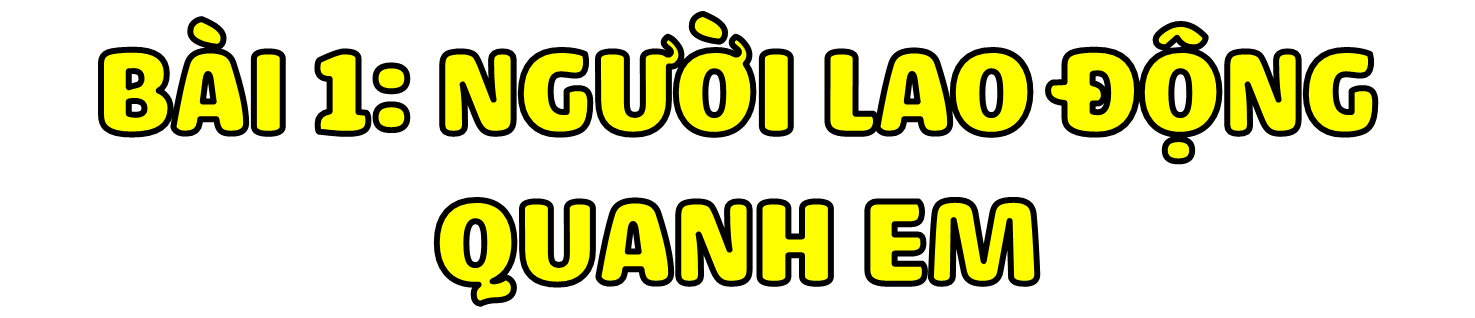 BÀI 1: NGƯỜI LAO ĐỘNG
QUANH EM